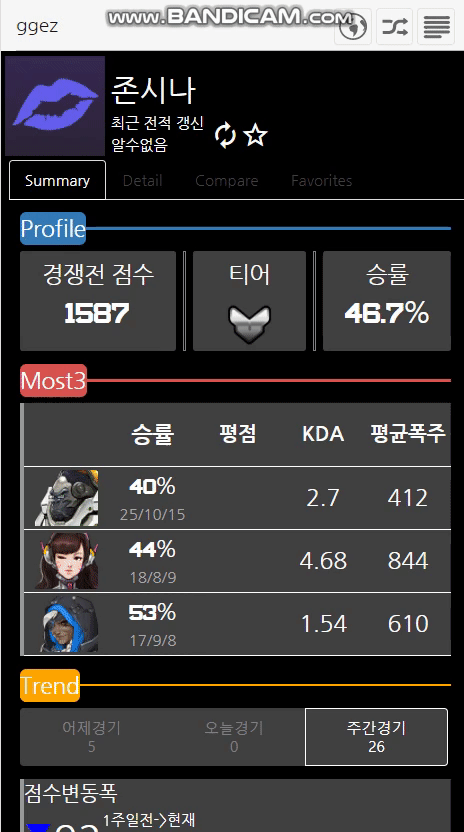 ggez
www.BANDICAM.com
존시나
최근 전적 갱신
알수없음
Summary Detail Compare Favorites
Profile
경쟁전 점수 티어 승률
1587 46.7%
Most3
승률 평점 KDA 평균폭주
40% 2.7 412
25/10/15
44% 4.68 844
18/8/9
53% 1.54 610
17/9/8
Trend
어제경기 오늘경기 주간경기
5 0 26
점수변동폭
1주일전->현재